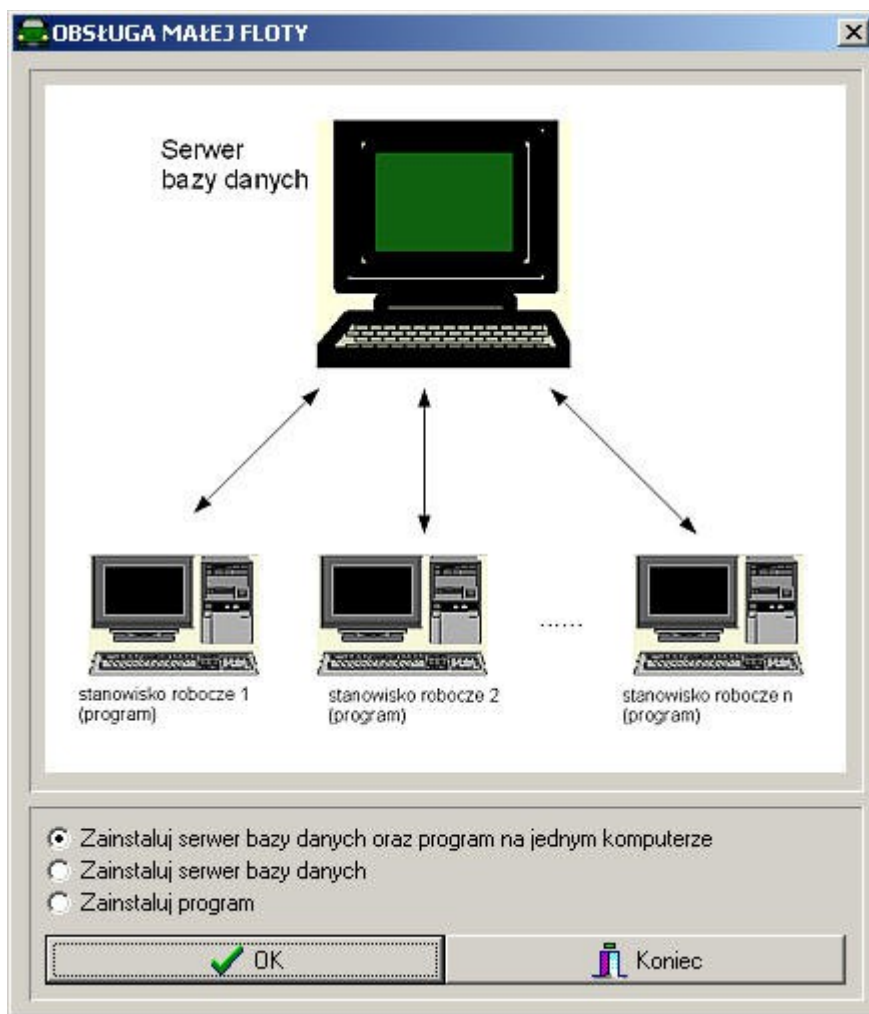 OBSŁUGA MAŁEJ FLOTY
Serwer
bazy danych
stanowisko robocze 1
(program)
stanowisko robocze 2
(program)
......
stanowisko robocze n
(program)
Zainstaluj serwer bazy danych oraz program na jednym komputerze
Zainstaluj serwer bazy danych
Zainstaluj program
OK
Koniec